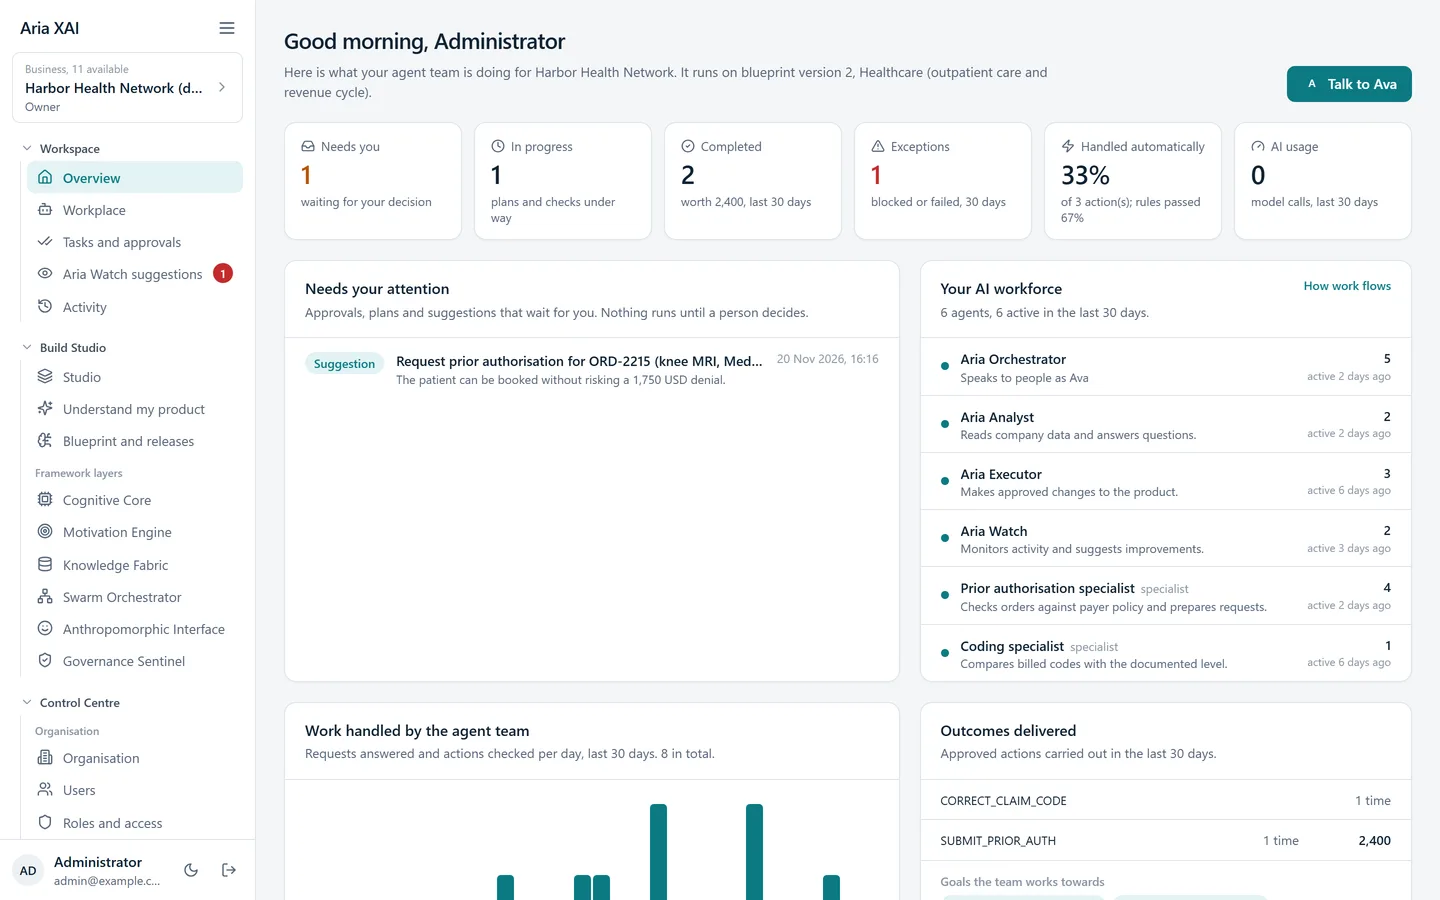 Aria XAI
Business, 11 available
Harbor Health Network (d...
Owner
Workspace
Overview
Workplace
Tasks and approvals
Aria Watch suggestions 1
Activity
Build Studio
Studio
Understand my product
Blueprint and releases
Framework layers
Cognitive Core
Motivation Engine
Knowledge Fabric
Swarm Orchestrator
Anthropomorphic Interface
Governance Sentinel
Control Centre
Organisation
Organisation
Users
Roles and access
AD
Administrator
admin@example.c...
Good morning, Administrator
Here is what your agent team is doing for Harbor Health Network. It runs on blueprint version 2, Healthcare (outpatient care and
revenue cycle).
A Talk to Ava
Needs you
1
waiting for your decision
In progress
1
plans and checks under
way
Completed
2
worth 2,400, last 30 days
Exceptions
1
blocked or failed, 30 days
Handled automatically
33%
of 3 action(s); rules passed
67%
AI usage
0
model calls, last 30 days
Needs your attention
Approvals, plans and suggestions that wait for you. Nothing runs until a person decides.
Suggestion
Request prior authorisation for ORD-2215 (knee MRI, Med...
20 Nov 2026, 16:16
The patient can be booked without risking a 1,750 USD denial.
Your AI workforce
How work flows
6 agents, 6 active in the last 30 days.
Aria Orchestrator 5
Speaks to people as Ava active 2 days ago
Aria Analyst 2
Reads company data and answers questions. active 2 days ago
Aria Executor 3
Makes approved changes to the product. active 6 days ago
Aria Watch 2
Monitors activity and suggests improvements. active 3 days ago
Prior authorisation specialist specialist 4
Checks orders against payer policy and prepares requests. active 2 days ago
Coding specialist specialist 1
Compares billed codes with the documented level. active 6 days ago
Work handled by the agent team
Requests answered and actions checked per day, last 30 days. 8 in total.
Outcomes delivered
Approved actions carried out in the last 30 days.
CORRECT_CLAIM_CODE 1 time
SUBMIT_PRIOR_AUTH 1 time 2,400
Goals the team works towards